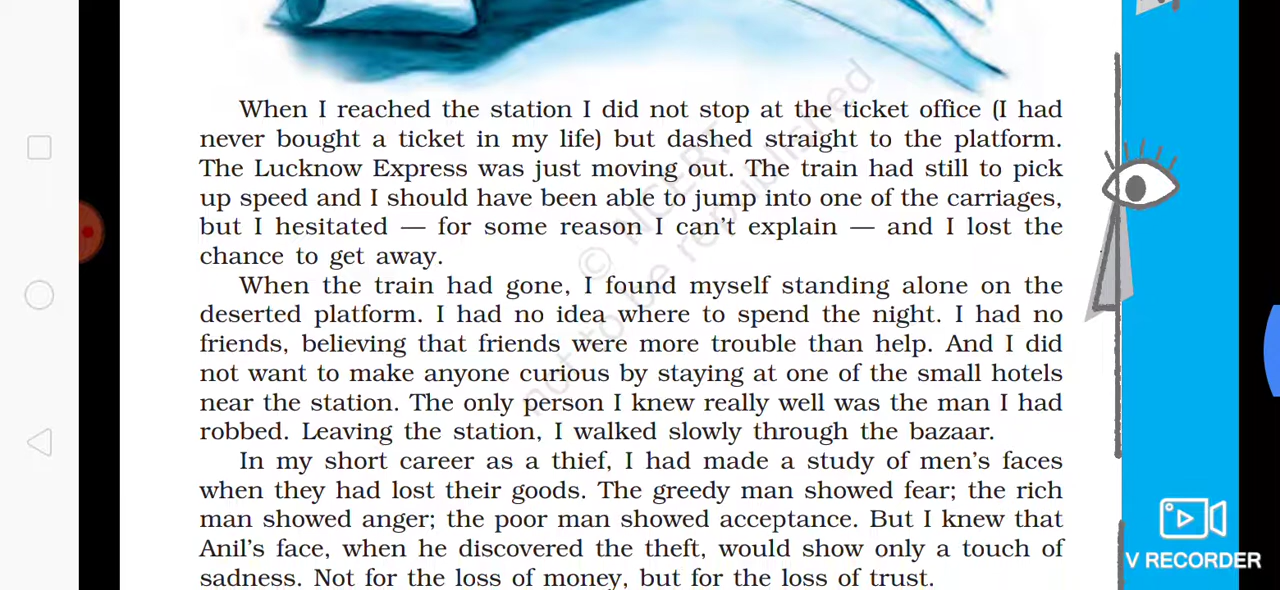 When I reached the station I did not stop at the ticket office (I had
never bought a ticket in my life) but dashed straight to the platform.
The Lucknow Express was just moving out. The train had still to pick
up speed and I should have been able to jump into one of the carriages,
but I hesitated — for some reason I can't explain — and I lost the
chance to get away.
When the train had gone, I found myself standing alone on the
deserted platform. I had no idea where to spend the night. I had no
friends, believing that friends were more trouble than help. And I did
not want to make anyone curious by staying at one of the small hotels
near the station. The only person I knew really well was the man I had
robbed. Leaving the station, I walked slowly through the bazaar.
In my short career as a thief, I had made a study of men's faces
when they had lost their goods. The greedy man showed fear; the rich
man showed anger; the poor man showed acceptance. But I knew that
Anil's face, when he discovered the theft, would show only a touch of
sadness. Not for the loss of money, but for the loss of trust.
© NCERT
not to be republished
V RECORDER